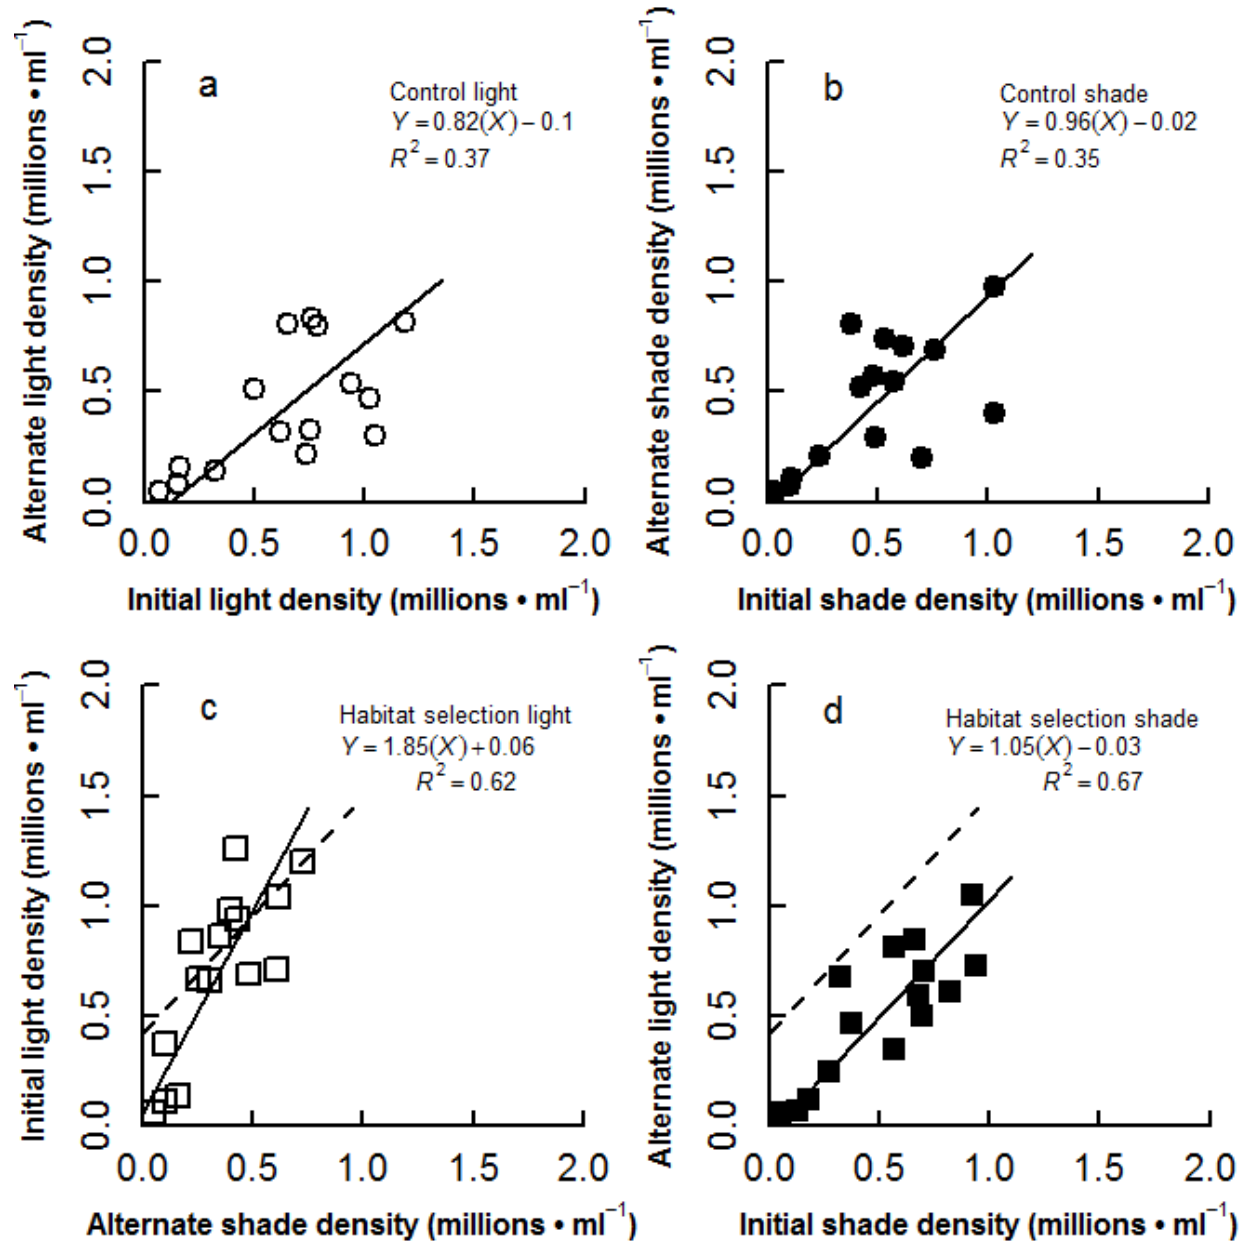 a
Control light
Y = 0.82(X) − 0.1
R² = 0.37
Alternate light density (millions • ml⁻¹)
0.0 0.5 1.0 1.5 2.0
0.0 0.5 1.0 1.5 2.0
Initial light density (millions • ml⁻¹)
b
Control shade
Y = 0.96(X) − 0.02
R² = 0.35
Alternate shade density (millions • ml⁻¹)
0.0 0.5 1.0 1.5 2.0
0.0 0.5 1.0 1.5 2.0
Initial shade density (millions • ml⁻¹)
c
Habitat selection light
Y = 1.85(X) + 0.06
R² = 0.62
Initial light density (millions • ml⁻¹)
0.0 0.5 1.0 1.5 2.0
0.0 0.5 1.0 1.5 2.0
Alternate shade density (millions • ml⁻¹)
d
Habitat selection shade
Y = 1.05(X) − 0.03
R² = 0.67
Alternate light density (millions • ml⁻¹)
0.0 0.5 1.0 1.5 2.0
0.0 0.5 1.0 1.5 2.0
Initial shade density (millions • ml⁻¹)